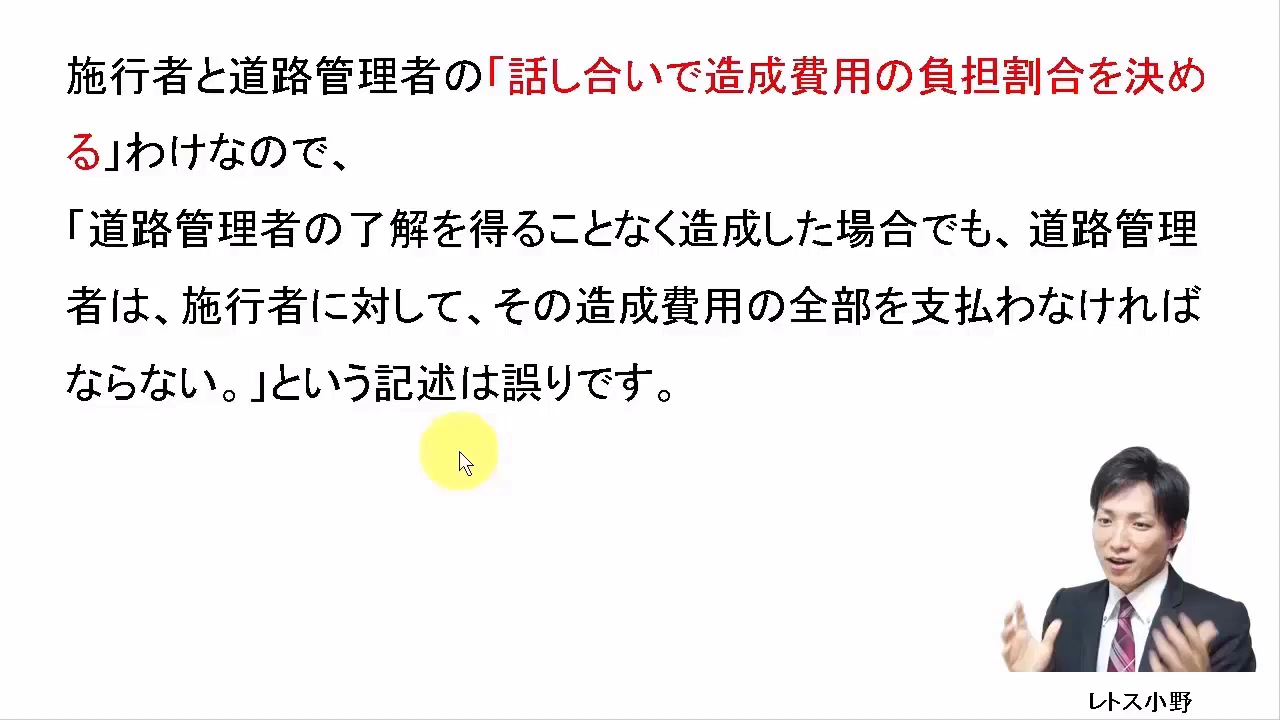 施行者と道路管理者の「話し合いで造成費用の負担割合を決め
る」わけなので、
「道路管理者の了解を得ることなく造成した場合でも、道路管理
者は、施行者に対して、その造成費用の全部を支払わなければ
ならない。」という記述は誤りです。
レトス小野